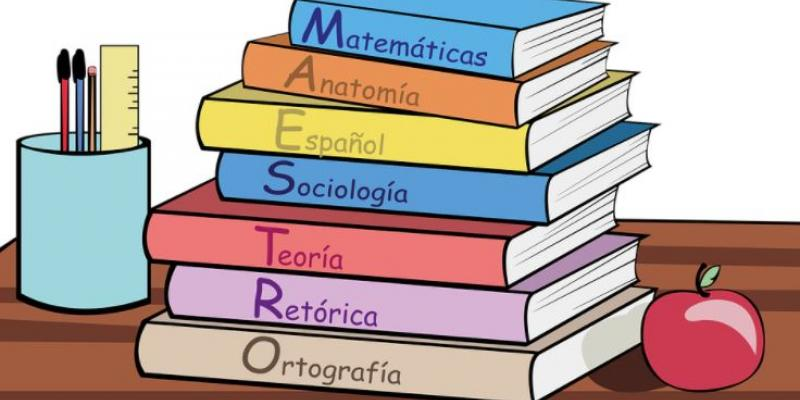 Matemáticas
Anatomía
Español
Sociología
Teoría
Retórica
Ortografía